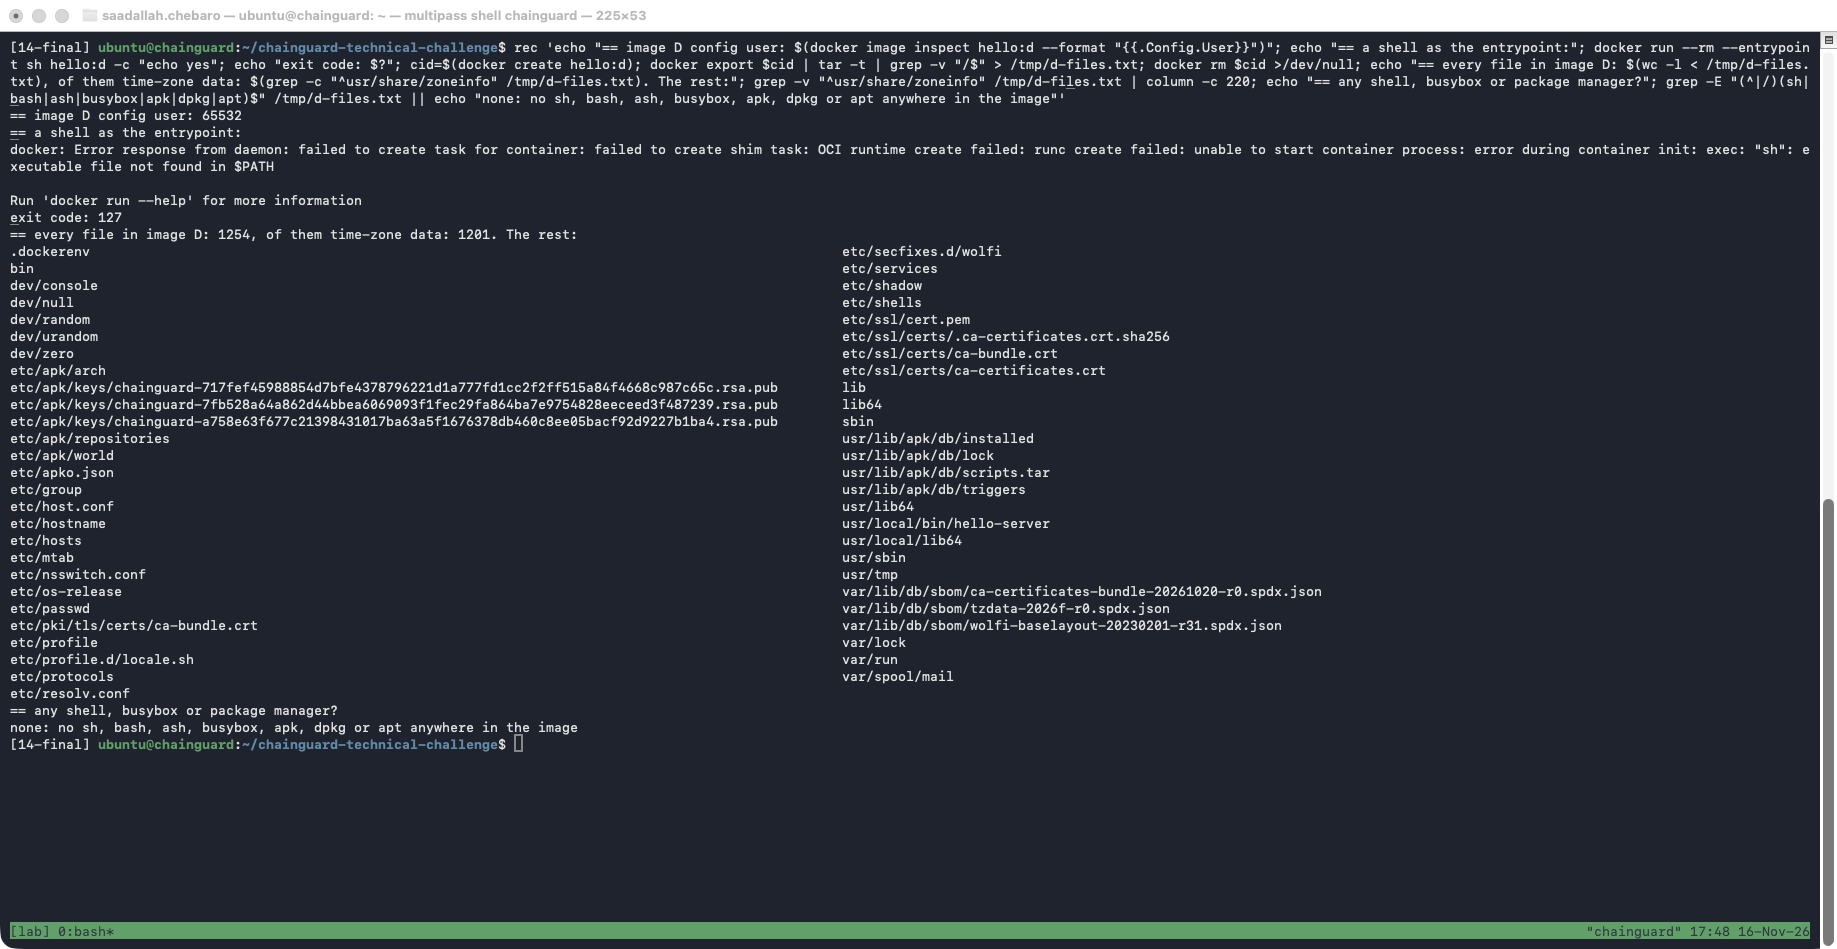 saadallah.chebaro — ubuntu@chainguard: ~ — multipass shell chainguard — 225×53
[14-final] ubuntu@chainguard:~/chainguard-technical-challenge$ rec 'echo "== image D config user: $(docker image inspect hello:d --format "{{.Config.User}}")"; echo "== a shell as the entrypoint:"; docker run --rm --entrypoin
t sh hello:d -c "echo yes"; echo "exit code: $?"; cid=$(docker create hello:d); docker export $cid | tar -t | grep -v "/$" > /tmp/d-files.txt; docker rm $cid >/dev/null; echo "== every file in image D: $(wc -l < /tmp/d-files.
txt), of them time-zone data: $(grep -c "^usr/share/zoneinfo" /tmp/d-files.txt). The rest:"; grep -v "^usr/share/zoneinfo" /tmp/d-files.txt | column -c 220; echo "== any shell, busybox or package manager?"; grep -E "(^|/)(sh|
bash|ash|busybox|apk|dpkg|apt)$" /tmp/d-files.txt || echo "none: no sh, bash, ash, busybox, apk, dpkg or apt anywhere in the image"'
== image D config user: 65532
== a shell as the entrypoint:
docker: Error response from daemon: failed to create task for container: failed to create shim task: OCI runtime create failed: runc create failed: unable to start container process: error during container init: exec: "sh": e
xecutable file not found in $PATH
Run 'docker run --help' for more information
exit code: 127
== every file in image D: 1254, of them time-zone data: 1201. The rest:
.dockerenv etc/secfixes.d/wolfi
bin etc/services
dev/console etc/shadow
dev/null etc/shells
dev/random etc/ssl/cert.pem
dev/urandom etc/ssl/certs/.ca-certificates.crt.sha256
dev/zero etc/ssl/certs/ca-bundle.crt
etc/apk/arch etc/ssl/certs/ca-certificates.crt
etc/apk/keys/chainguard-717fef45988854d7bfe4378796221d1a777fd1cc2f2ff515a84f4668c987c65c.rsa.pub lib
etc/apk/keys/chainguard-7fb528a64a862d44bbea6069093f1fec29fa864ba7e9754828eeceed3f487239.rsa.pub lib64
etc/apk/keys/chainguard-a758e63f677c21398431017ba63a5f1676378db460c8ee05bacf92d9227b1ba4.rsa.pub sbin
etc/apk/repositories usr/lib/apk/db/installed
etc/apk/world usr/lib/apk/db/lock
etc/apko.json usr/lib/apk/db/scripts.tar
etc/group usr/lib/apk/db/triggers
etc/host.conf usr/lib64
etc/hostname usr/local/bin/hello-server
etc/hosts usr/local/lib64
etc/mtab usr/sbin
etc/nsswitch.conf usr/tmp
etc/os-release var/lib/db/sbom/ca-certificates-bundle-20261020-r0.spdx.json
etc/passwd var/lib/db/sbom/tzdata-2026f-r0.spdx.json
etc/pki/tls/certs/ca-bundle.crt var/lib/db/sbom/wolfi-baselayout-20230201-r31.spdx.json
etc/profile var/lock
etc/profile.d/locale.sh var/run
etc/protocols var/spool/mail
etc/resolv.conf
== any shell, busybox or package manager?
none: no sh, bash, ash, busybox, apk, dpkg or apt anywhere in the image
[14-final] ubuntu@chainguard:~/chainguard-technical-challenge$
[lab] 0:bash* "chainguard" 17:48 16-Nov-26